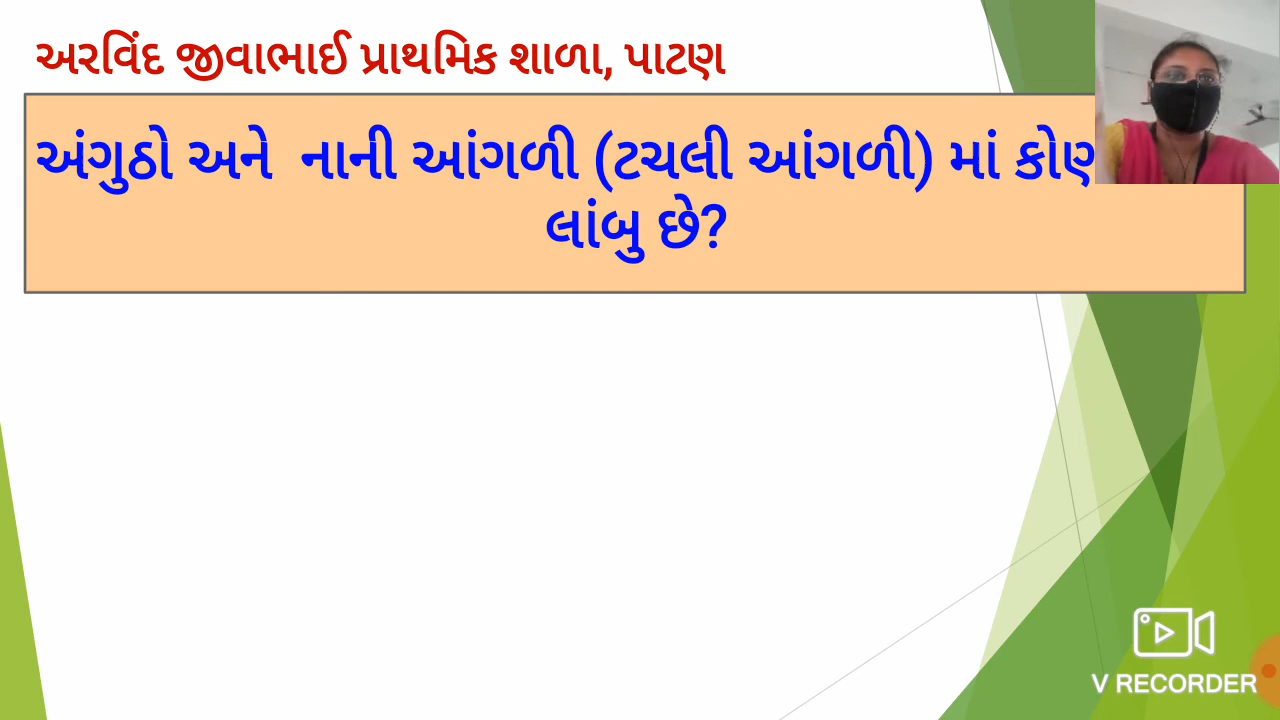 અરવિંદ જીવાભાઈ પ્રાથમિક શાળા, પાટણ
અંગુઠો અને નાની આંગળી (ટચલી આંગળી) માં કોણ
લાંબુ છે?
V RECORDER